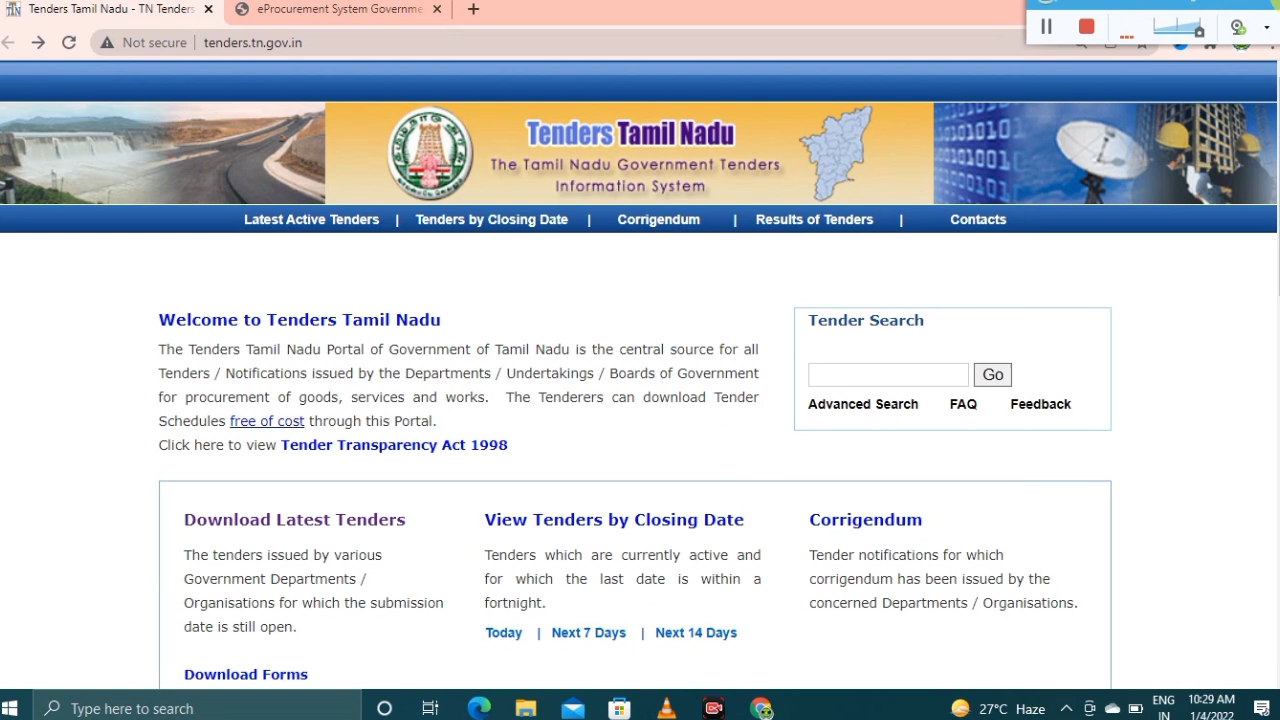 Tenders Tamil Nadu - TN Tenders
eProcurement System Governme
Not secure
tenders.tn.gov.in
Tenders Tamil Nadu
The Tamil Nadu Government Tenders
Information System
Latest Active Tenders | Tenders by Closing Date | Corrigendum | Results of Tenders | Contacts
Welcome to Tenders Tamil Nadu
The Tenders Tamil Nadu Portal of Government of Tamil Nadu is the central source for all
Tenders / Notifications issued by the Departments / Undertakings / Boards of Government
for procurement of goods, services and works. The Tenderers can download Tender
Schedules free of cost through this Portal.
Click here to view Tender Transparency Act 1998
Tender Search
Go
Advanced Search FAQ Feedback
Download Latest Tenders
The tenders issued by various
Government Departments /
Organisations for which the submission
date is still open.
Download Forms
View Tenders by Closing Date
Tenders which are currently active and
for which the last date is within a
fortnight.
Today | Next 7 Days | Next 14 Days
Corrigendum
Tender notifications for which
corrigendum has been issued by the
concerned Departments / Organisations.
Type here to search
27°C Haze
ENG
IN
10:29 AM
1/4/2022